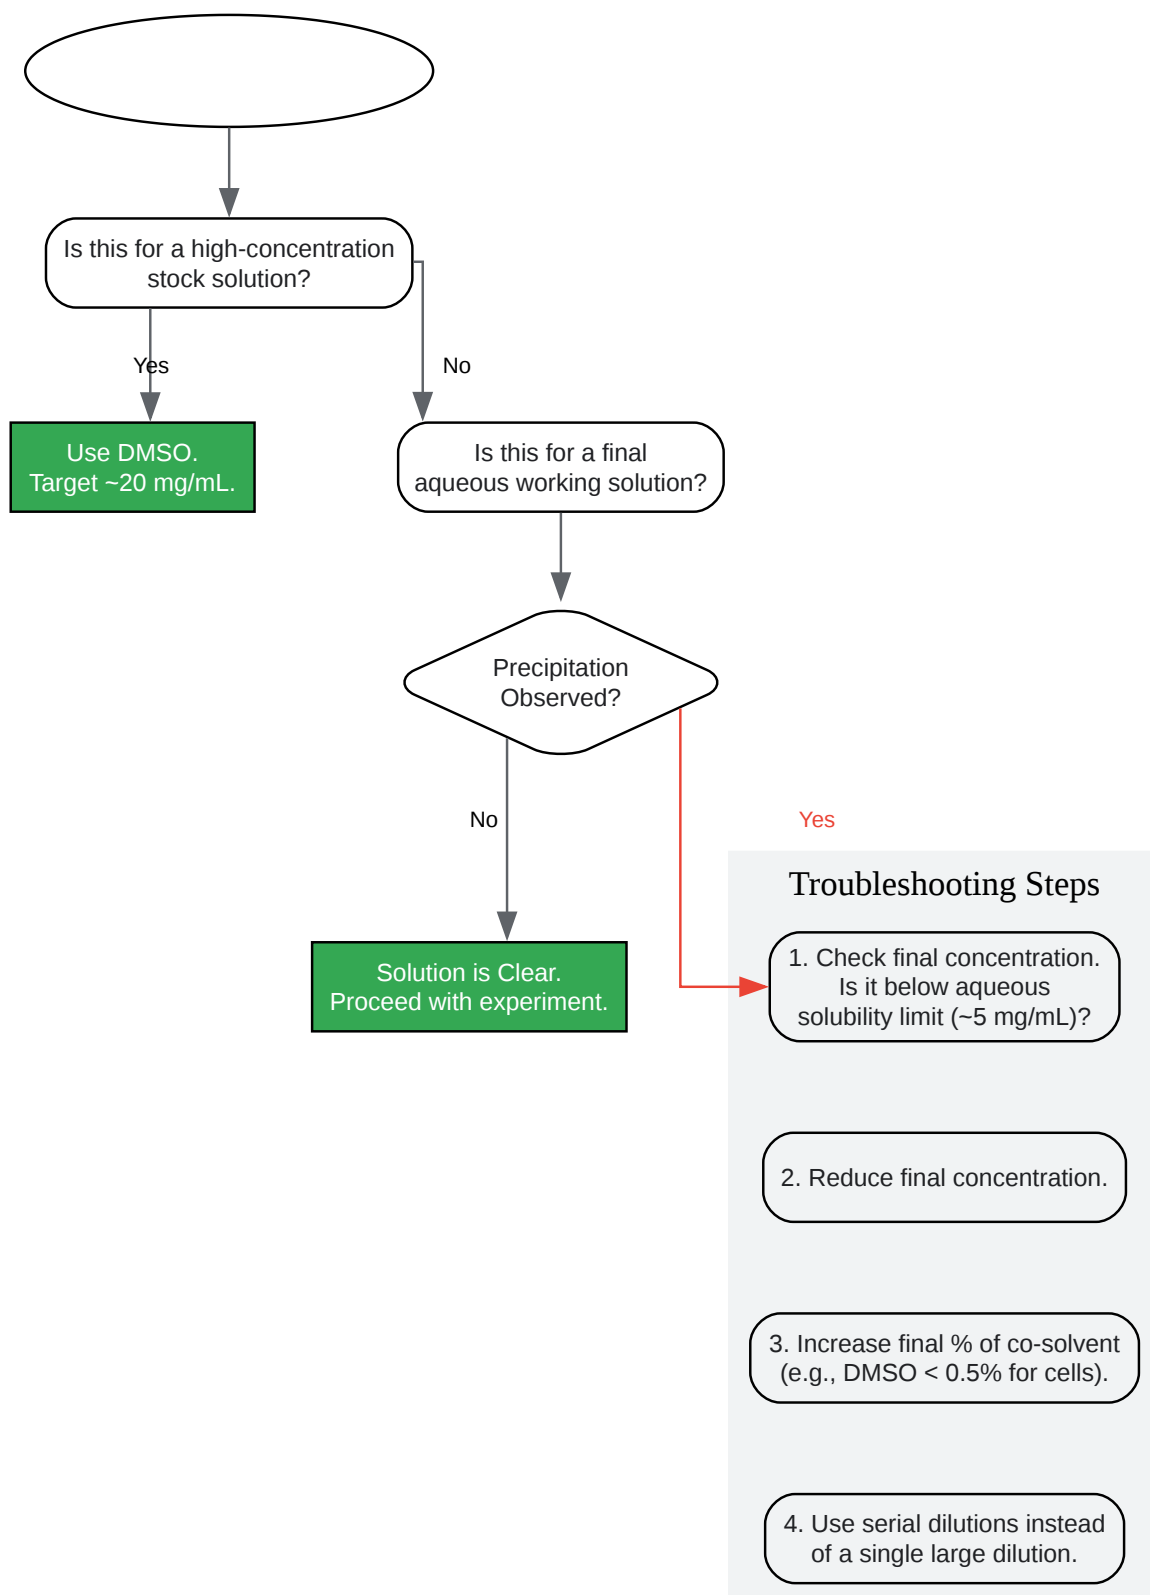 Is this for a high-concentration
stock solution?
Yes
No
Use DMSO.
Target ~20 mg/mL.
Is this for a final
aqueous working solution?
Precipitation
Observed?
No
Yes
Solution is Clear.
Proceed with experiment.
Troubleshooting Steps
1. Check final concentration.
Is it below aqueous
solubility limit (~5 mg/mL)?
2. Reduce final concentration.
3. Increase final % of co-solvent
(e.g., DMSO < 0.5% for cells).
4. Use serial dilutions instead
of a single large dilution.